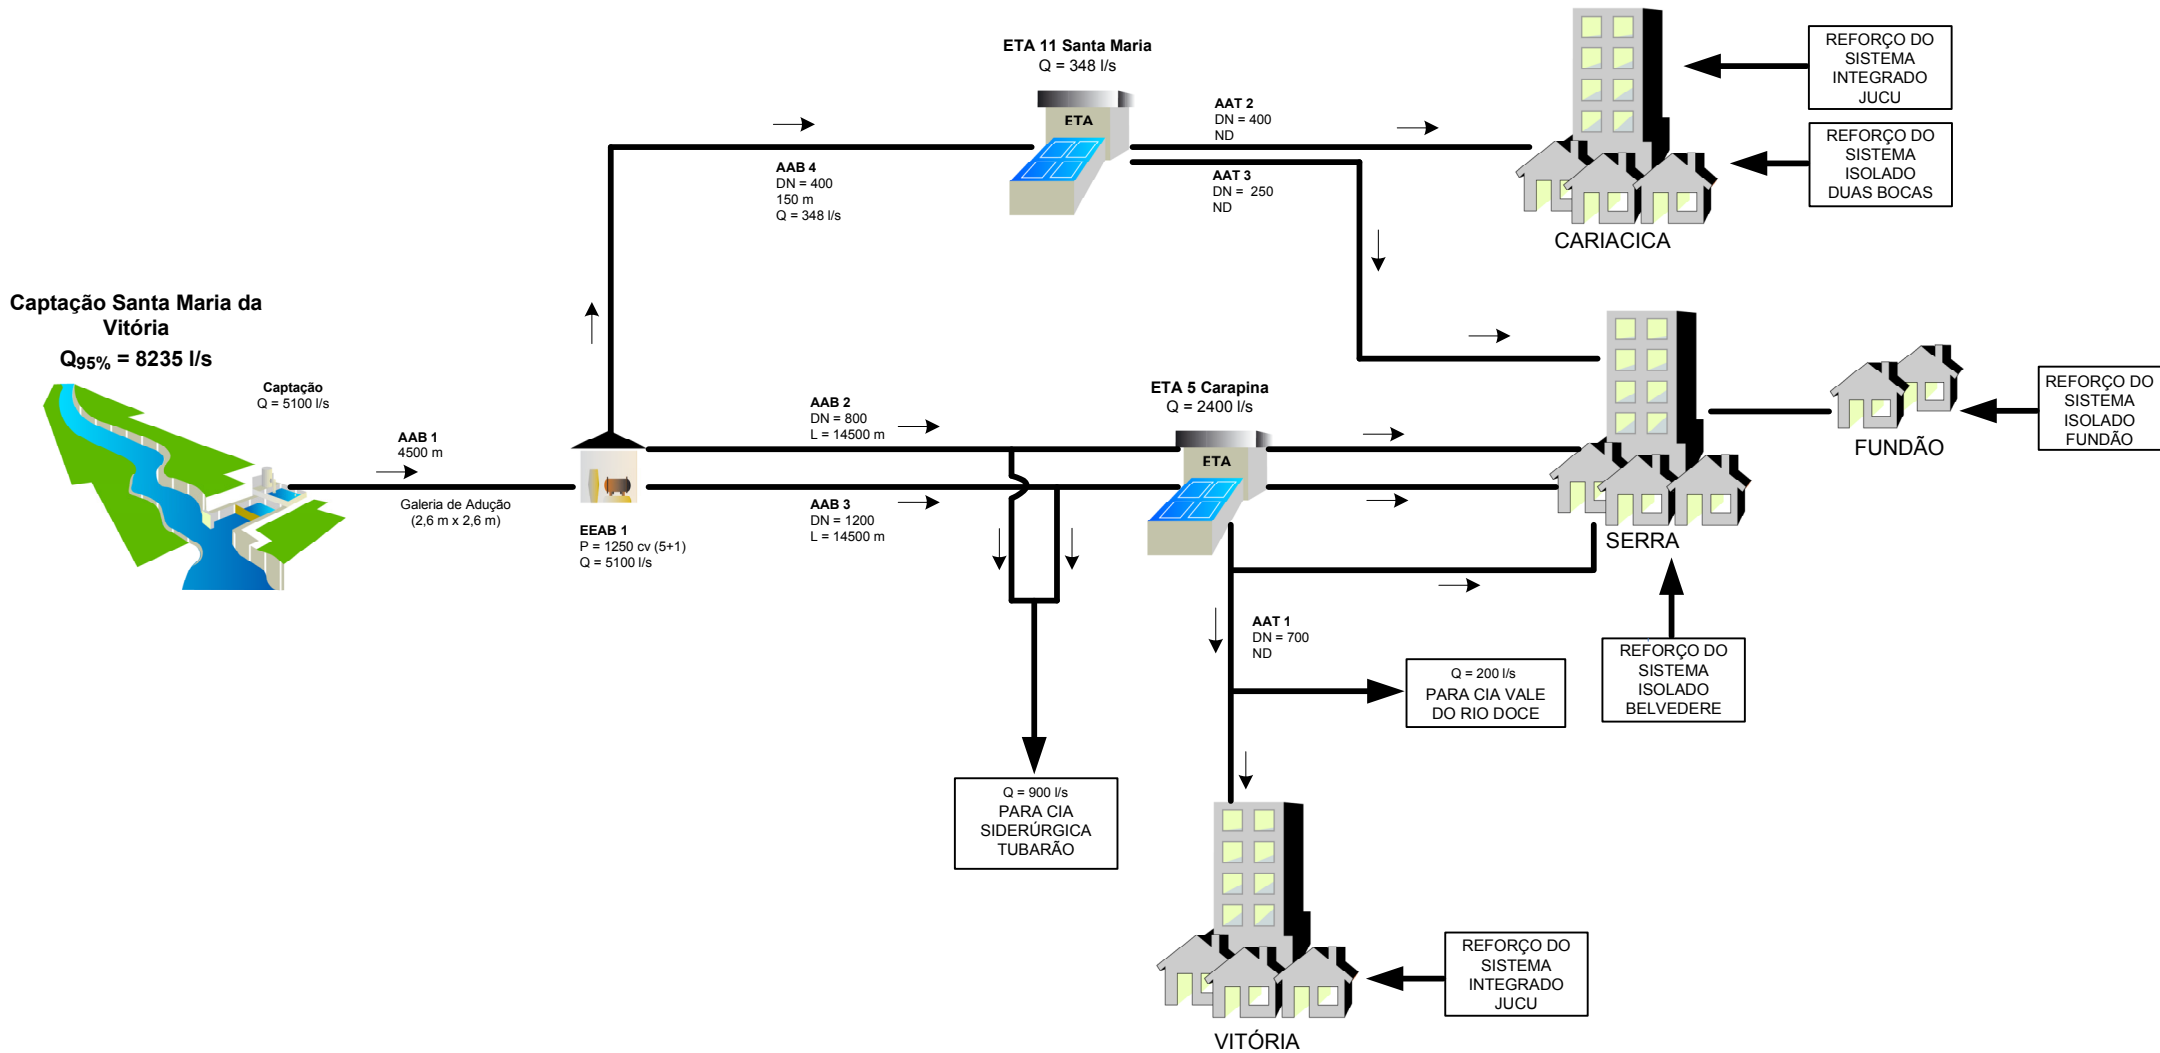 ETA 11 Santa Maria
Q = 348 l/s
ETA
AAB 4
DN = 400
150 m
Q = 348 l/s
AAT 2
DN = 400
ND
AAT 3
DN = 250
ND
REFORÇO DO
SISTEMA
INTEGRADO
JUCU
REFORÇO DO
SISTEMA
ISOLADO
DUAS BOCAS
CARIACICA
Captação Santa Maria da
Vitória
Q95% = 8235 l/s
Captação
Q = 5100 l/s
AAB 1
4500 m
Galeria de Adução
(2,6 m x 2,6 m)
EEAB 1
P = 1250 cv (5+1)
Q = 5100 l/s
AAB 2
DN = 800
L = 14500 m
AAB 3
DN = 1200
L = 14500 m
ETA 5 Carapina
Q = 2400 l/s
ETA
SERRA
FUNDÃO
REFORÇO DO
SISTEMA
ISOLADO
FUNDÃO
AAT 1
DN = 700
ND
Q = 200 l/s
PARA CIA VALE
DO RIO DOCE
REFORÇO DO
SISTEMA
ISOLADO
BELVEDERE
Q = 900 l/s
PARA CIA
SIDERÚRGICA
TUBARÃO
REFORÇO DO
SISTEMA
INTEGRADO
JUCU
VITÓRIA